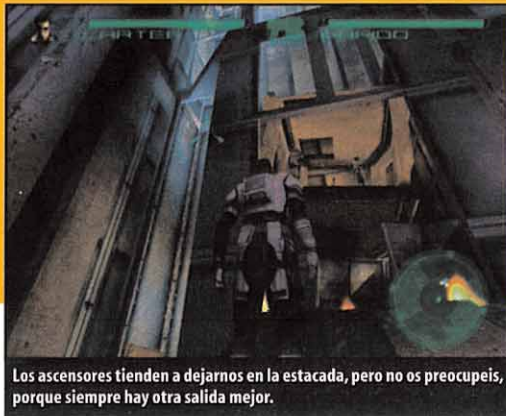 Los ascensores tienden a dejarnos en la estacada, pero no os preocupeis,
porque siempre hay otra salida mejor.